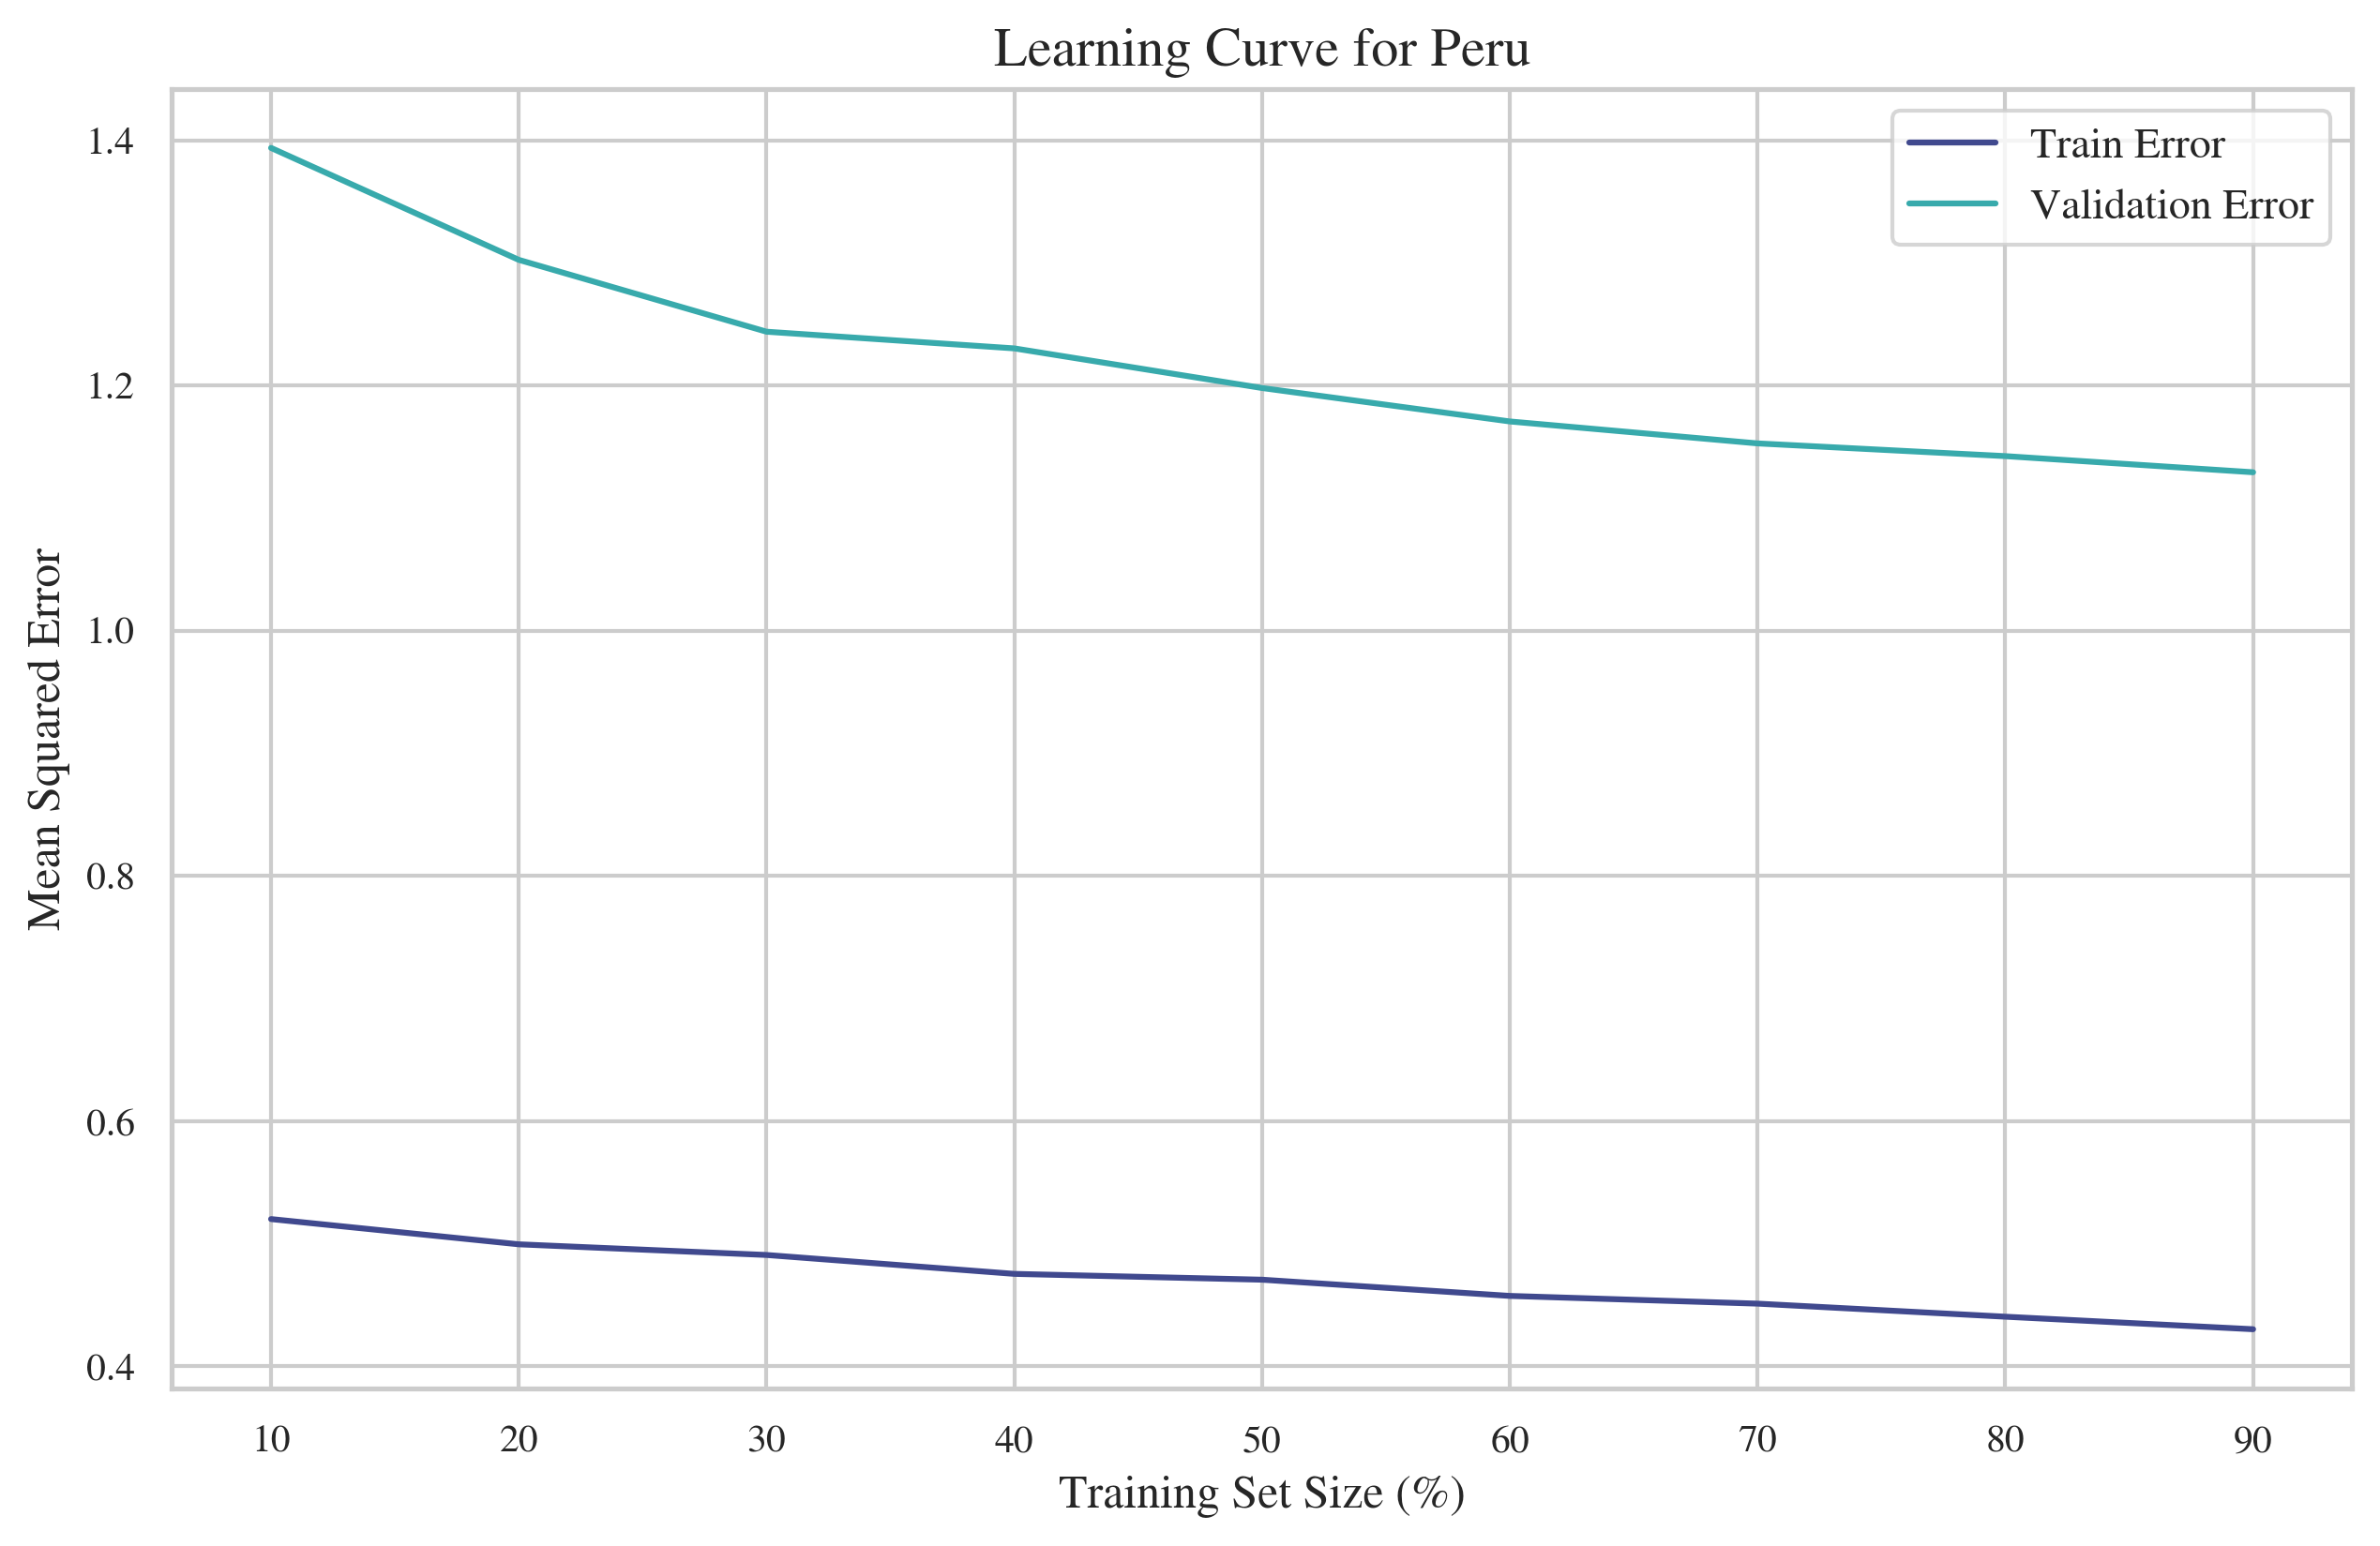 Learning Curve for Peru
Train Error
Validation Error
Mean Squared Error
1.4
1.2
1.0
0.8
0.6
0.4
10 20 30 40 50 60 70 80 90
Training Set Size (%)